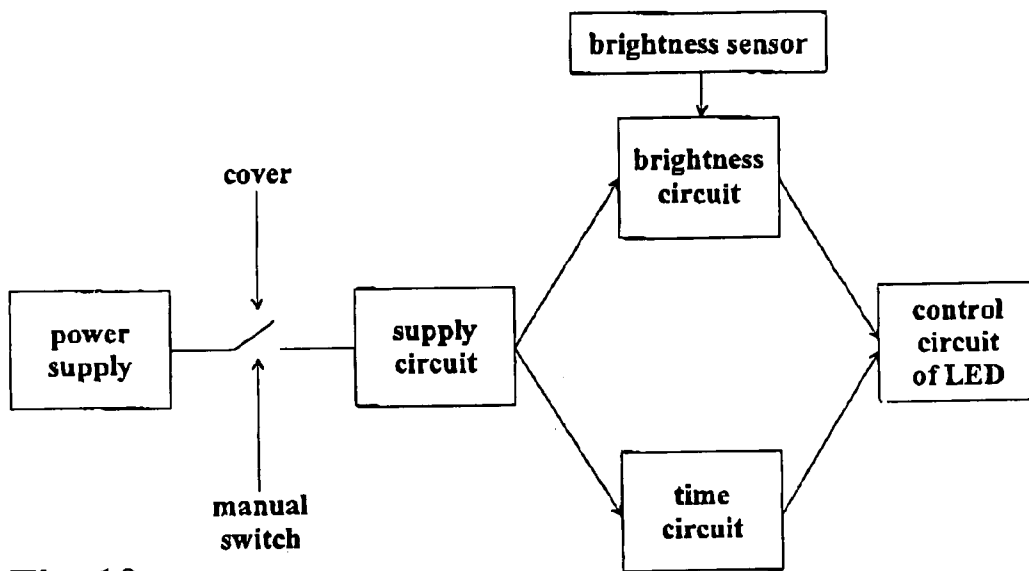 brightness sensor
brightness
circuit
cover
power
supply
supply
circuit
control
circuit
of LED
manual
switch
time
circuit